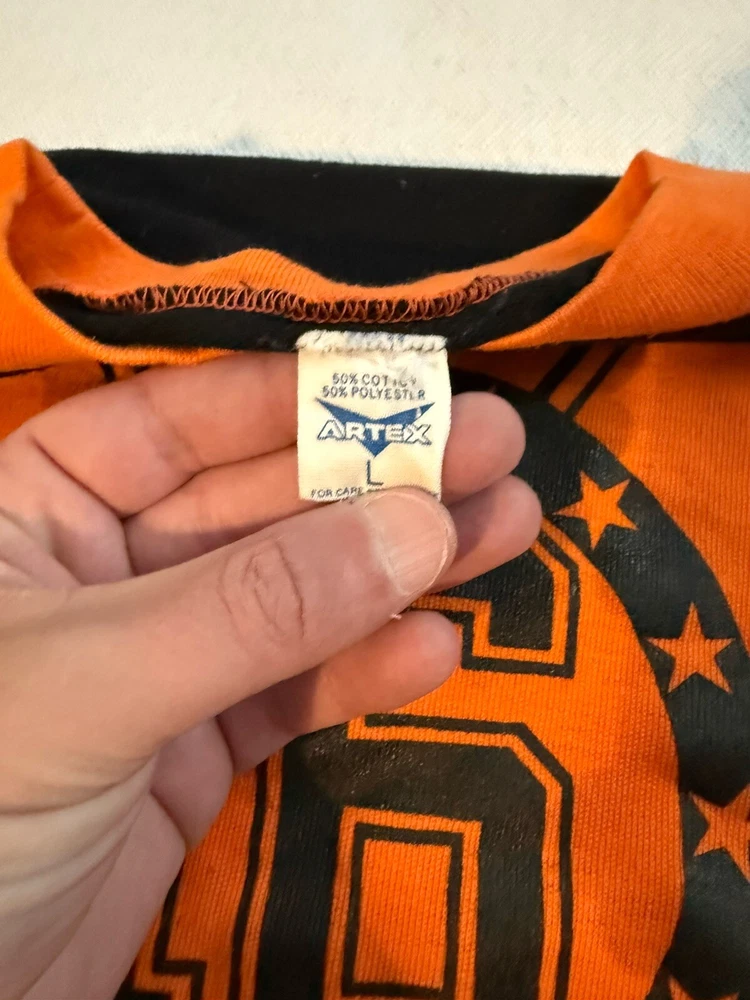 50% COTTON
50% POLYESTER
ARTEX
L
FOR CARE